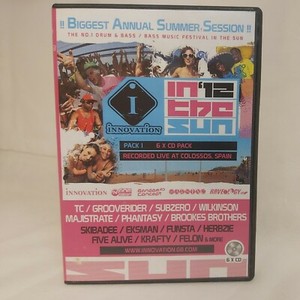 !! BIGGEST ANNUAL SUMMER SESSION !!
THE NO.1 DRUM & BASS / BASS MUSIC FESTIVAL IN THE SUN
i
INNOVATION
IN '12
THE
SUN
PACK 1 6 X CD PACK
RECORDED LIVE AT COLOSSOS, SPAIN
INNOVATION
TC / GROOVERIDER / SUBZERO / WILKINSON
MAJISTRATE / PHANTASY / BROOKES BROTHERS
SKIBADEE / EKSMAN / FUNSTA / HERBZIE
FIVE ALIVE / KRAFTY / FELON & MORE
WWW.INNOVATION-GB.COM
6 X CD
SUN